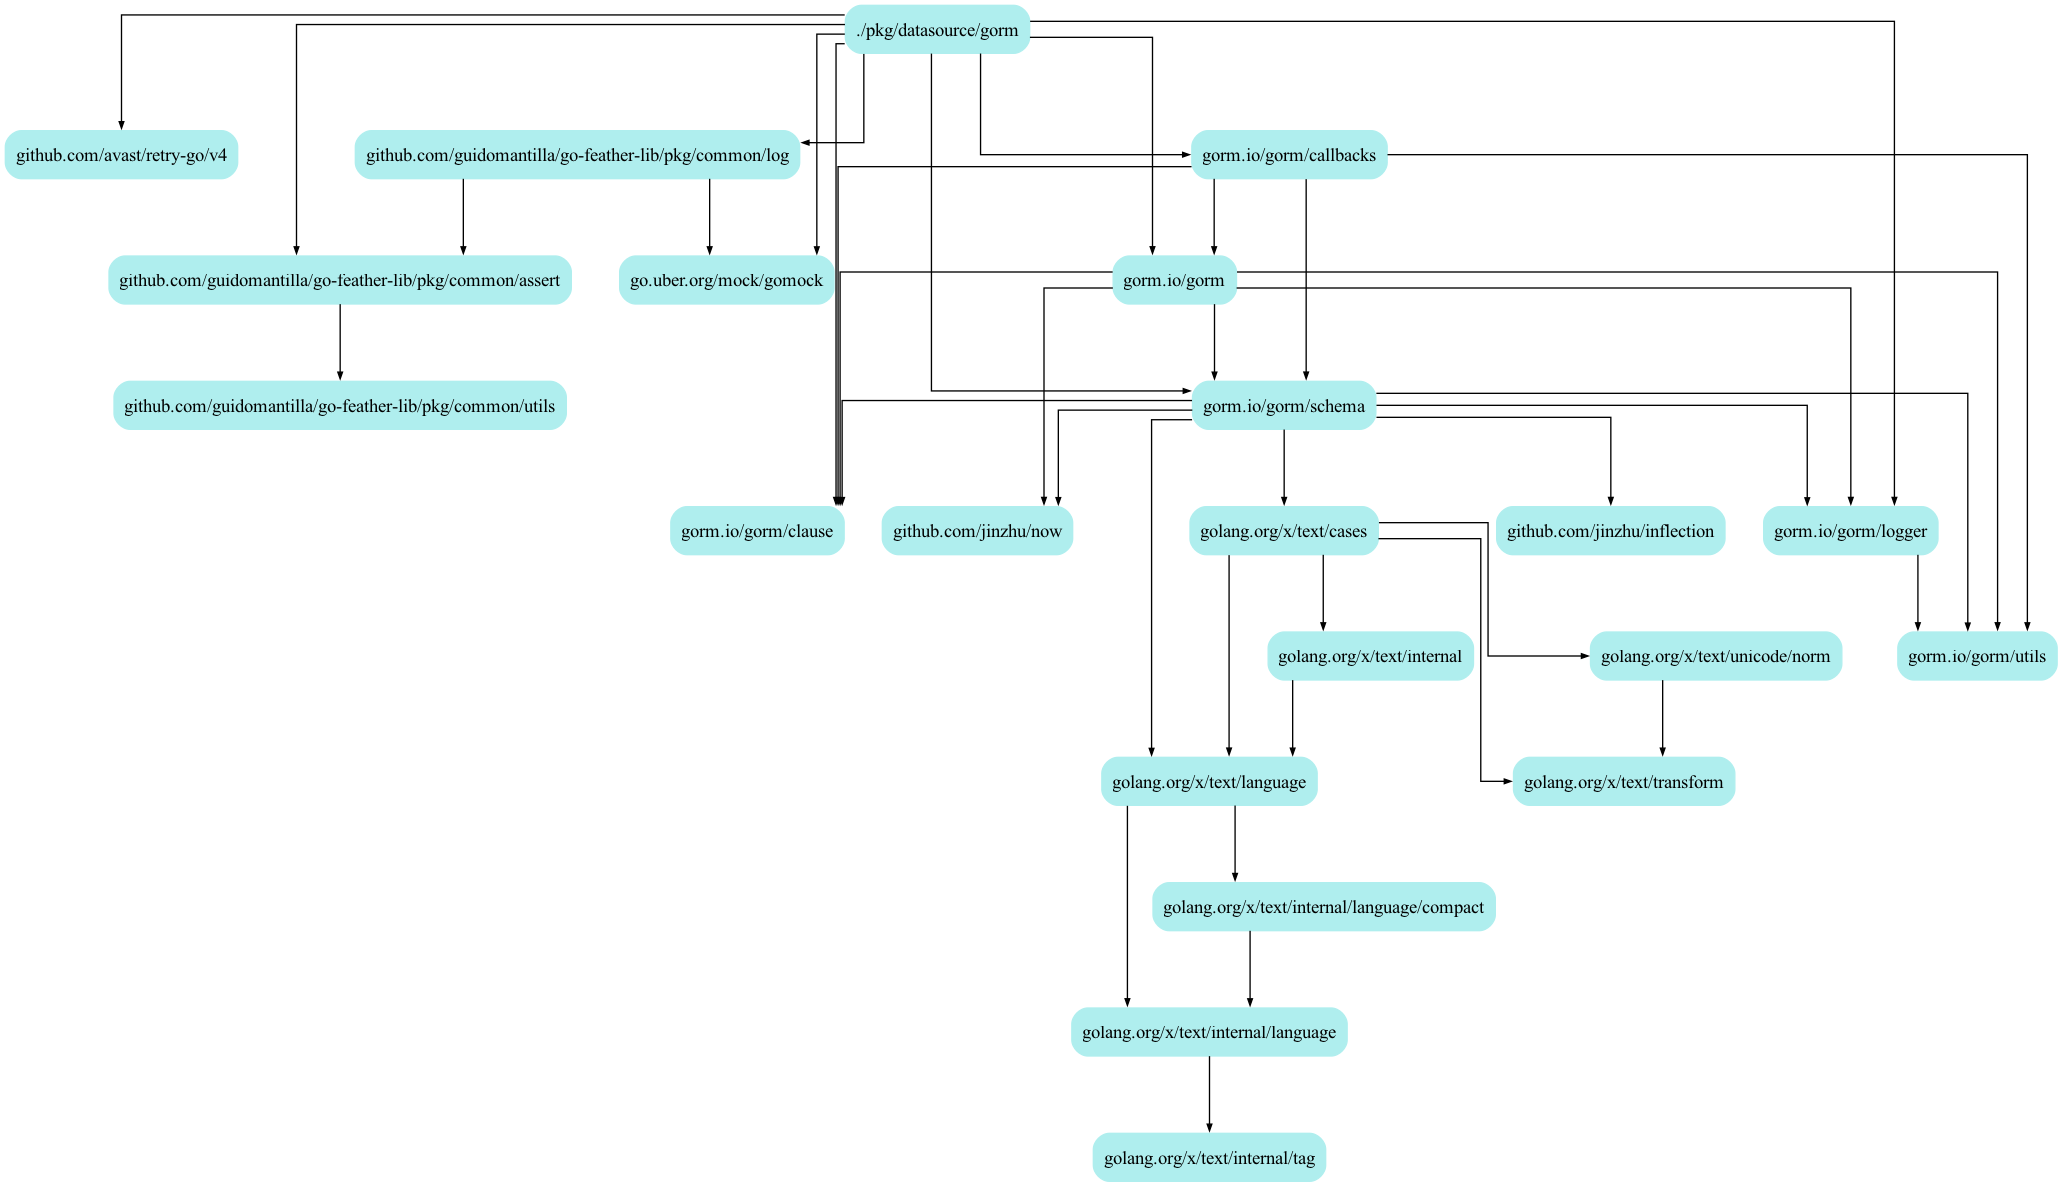 ./pkg/datasource/gorm
github.com/avast/retry-go/v4
github.com/guidomantilla/go-feather-lib/pkg/common/log
gorm.io/gorm/callbacks
github.com/guidomantilla/go-feather-lib/pkg/common/assert
go.uber.org/mock/gomock
gorm.io/gorm
github.com/guidomantilla/go-feather-lib/pkg/common/utils
gorm.io/gorm/schema
gorm.io/gorm/clause
github.com/jinzhu/now
golang.org/x/text/cases
github.com/jinzhu/inflection
gorm.io/gorm/logger
golang.org/x/text/internal
golang.org/x/text/unicode/norm
gorm.io/gorm/utils
golang.org/x/text/language
golang.org/x/text/transform
golang.org/x/text/internal/language/compact
golang.org/x/text/internal/language
golang.org/x/text/internal/tag